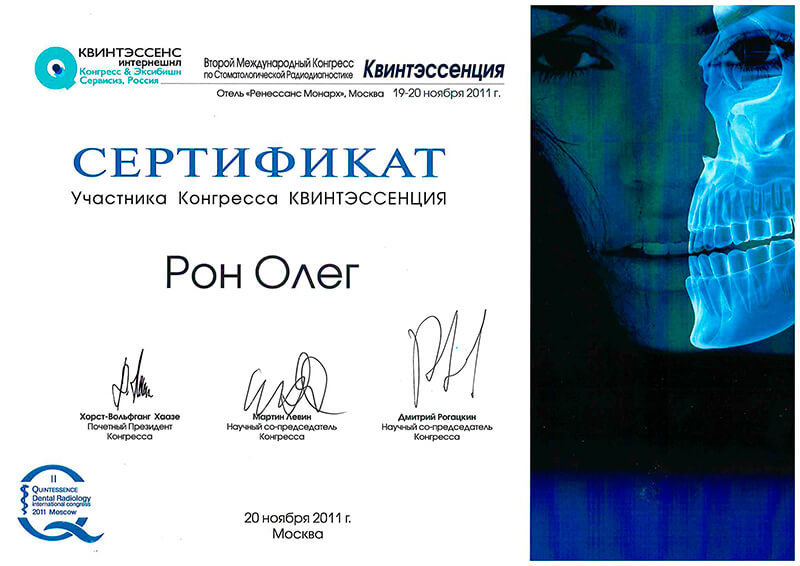 КВИНТЭССЕНС
интернешнл
Конгресс & Эксибишн
Сервисиз, Россия
Второй Международный Конгресс
по Стоматологической Радиодиагностике
Квинтэссенция
Отель «Ренессанс Монарх», Москва 19-20 ноября 2011 г.
СЕРТИФИКАТ
Участника Конгресса КВИНТЭССЕНЦИЯ
Рон Олег
Хорст-Вольфганг Хаазе
Почетный Президент
Конгресса
Мартин Левин
Научный со-председатель
Конгресса
Дмитрий Рогацкин
Научный со-председатель
Конгресса
II
Quintessence
Dental Radiology
international congress
2011 Moscow
20 ноября 2011 г.
Москва